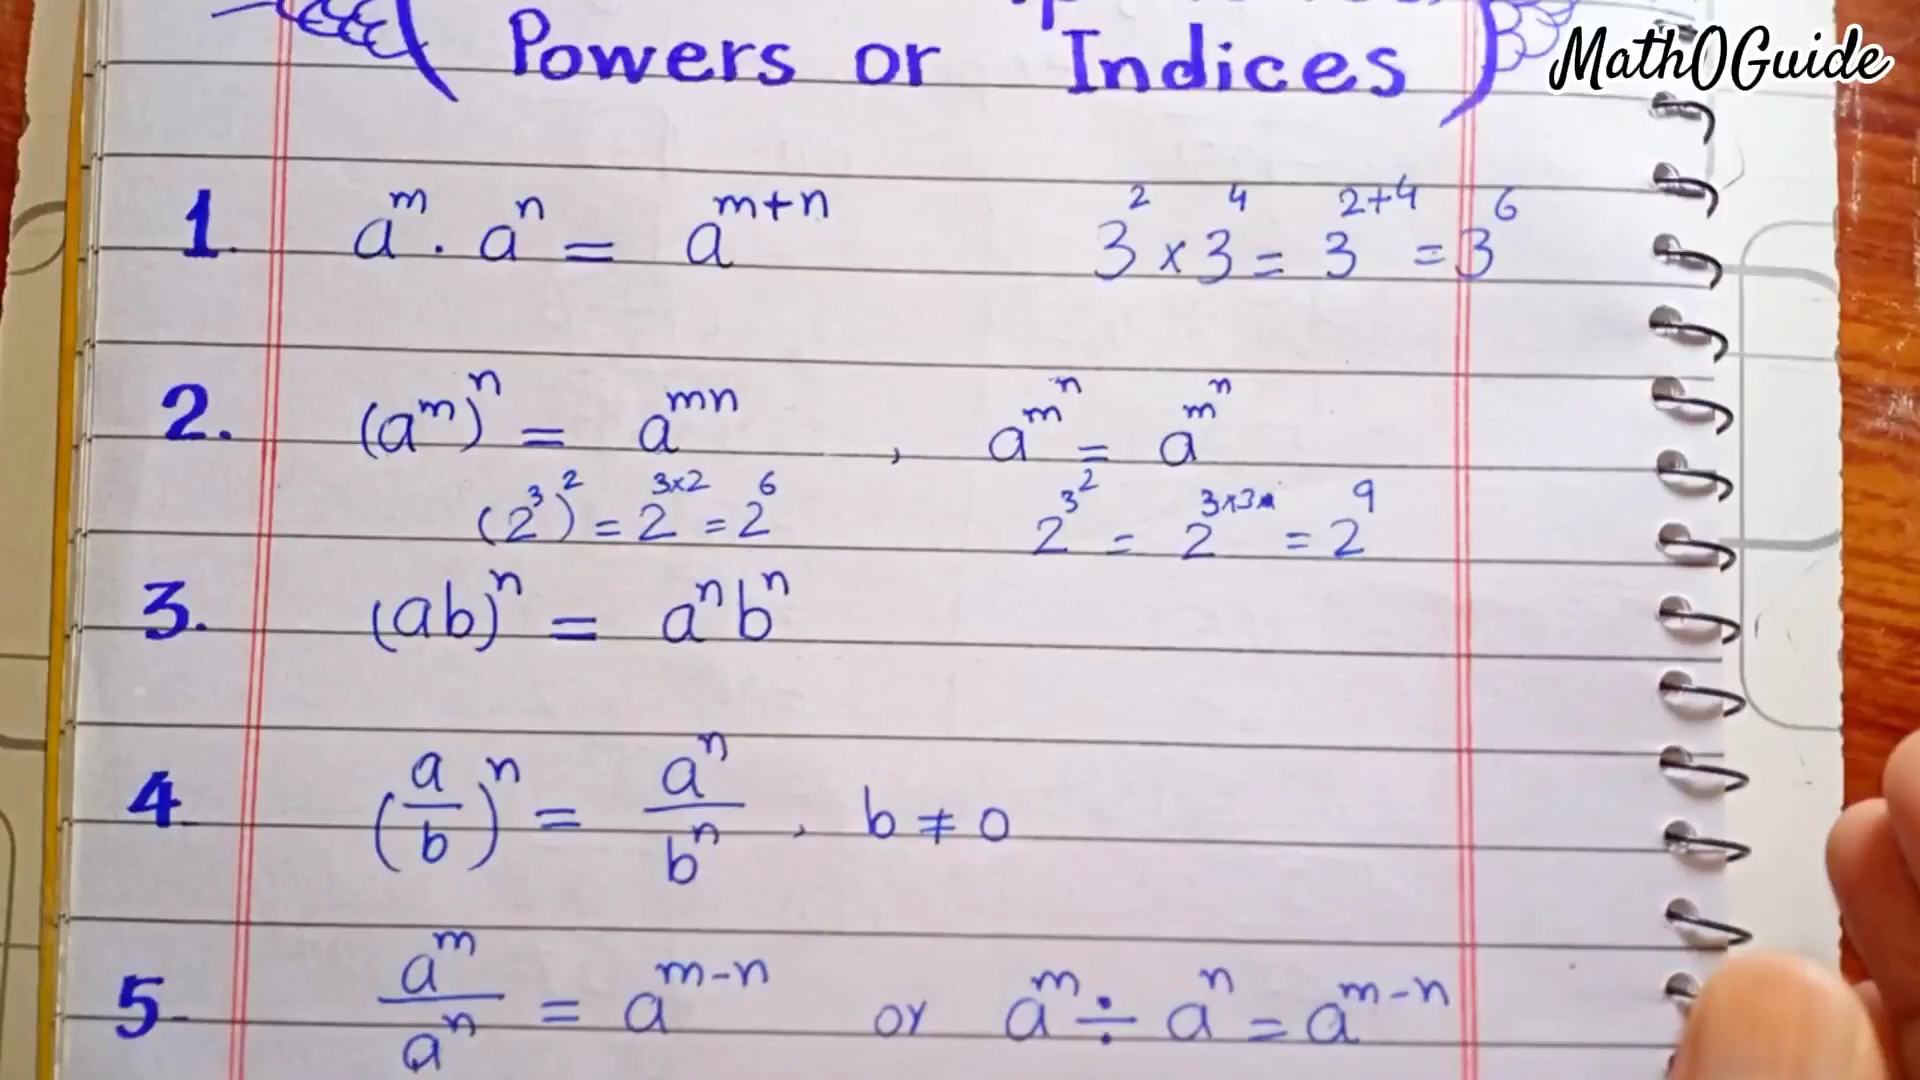 MathOGuide
(Powers or Indices)
1. a^m . a^n = a^{m+n} 3^2 × 3^4 = 3^{2+4} = 3^6
2. (a^m)^n = a^{mn} , a^{m^n} = a^{m^n}
(2^3)^2 = 2^{3×2} = 2^6 2^{3^2} = 2^{3×3} = 2^9
3. (ab)^n = a^n b^n
4 (a/b)^n = a^n/b^n , b ≠ 0
5 a^m/a^n = a^{m-n} or a^m ÷ a^n = a^{m-n}